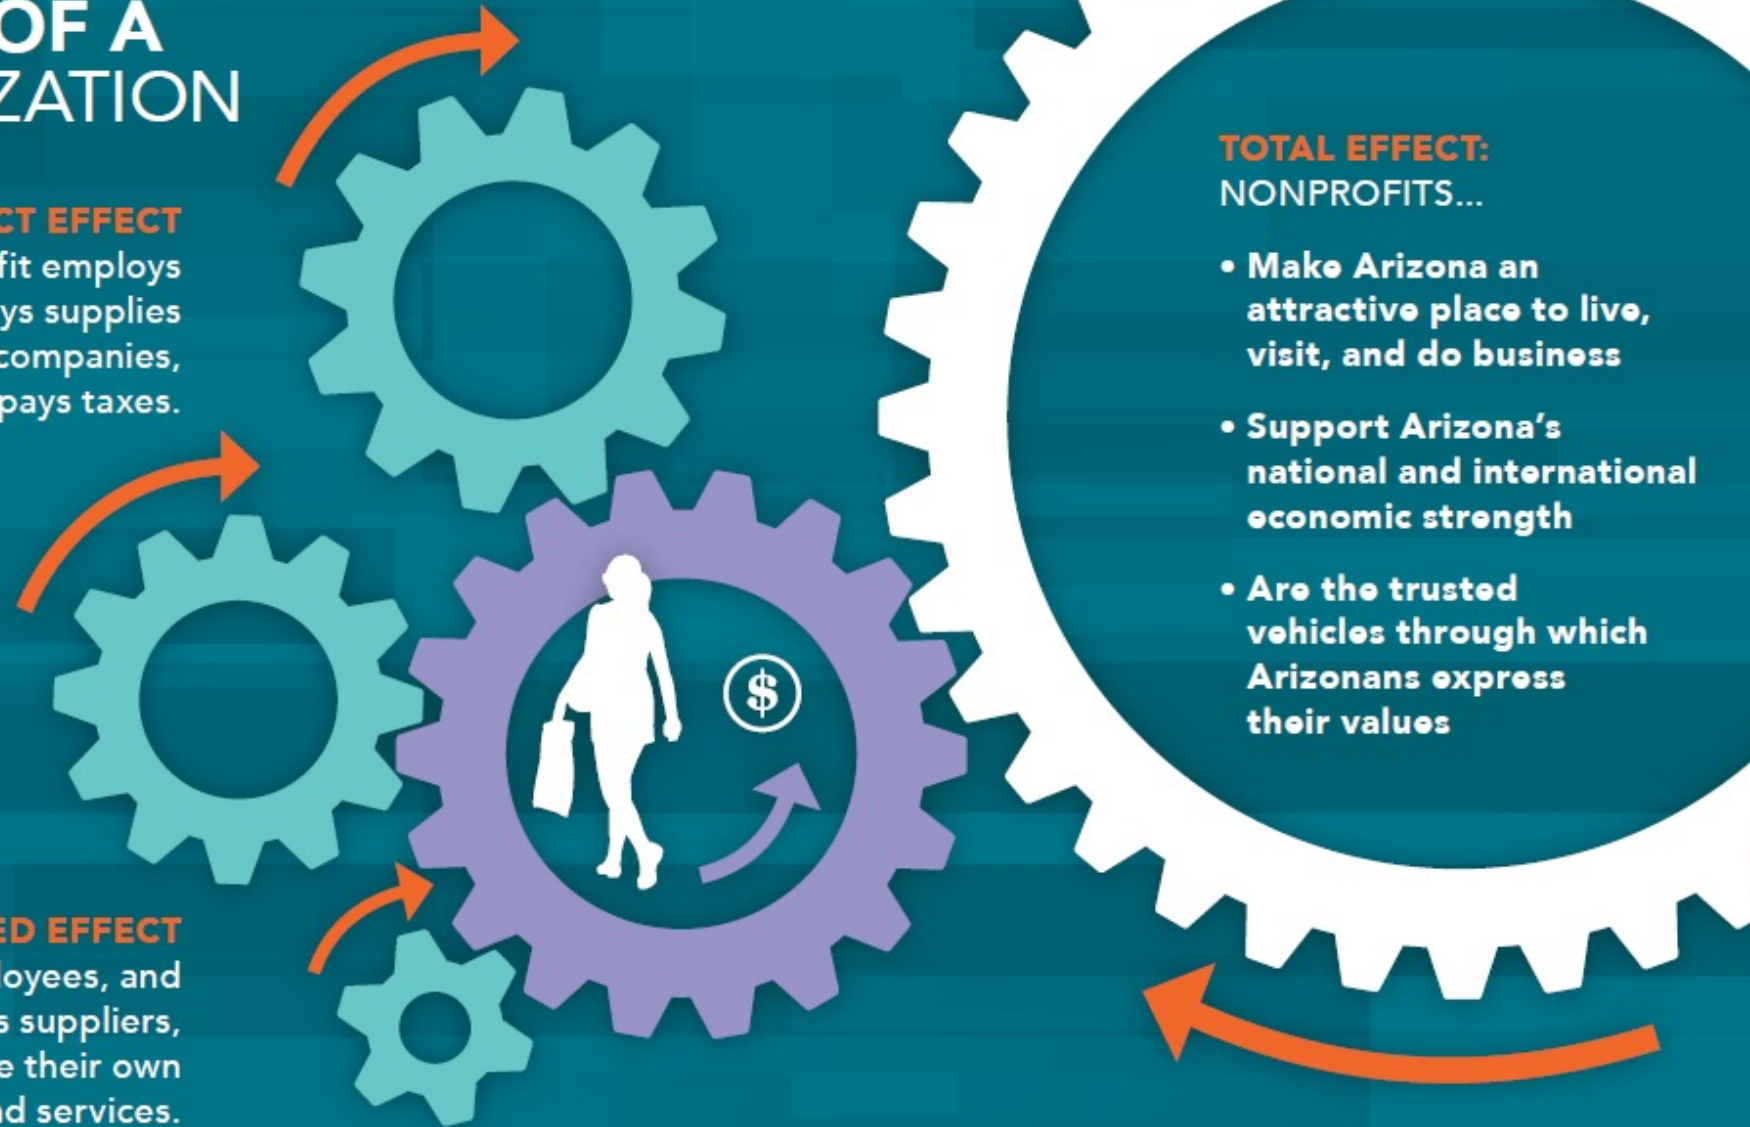 OF A
ZATION
CT EFFECT
fit employs
ys supplies
companies,
pays taxes.
ED EFFECT
loyees, and
s suppliers,
e their own
nd services.
$
TOTAL EFFECT:
NONPROFITS...
• Make Arizona an
attractive place to live,
visit, and do business
• Support Arizona's
national and international
economic strength
• Are the trusted
vehicles through which
Arizonans express
their values